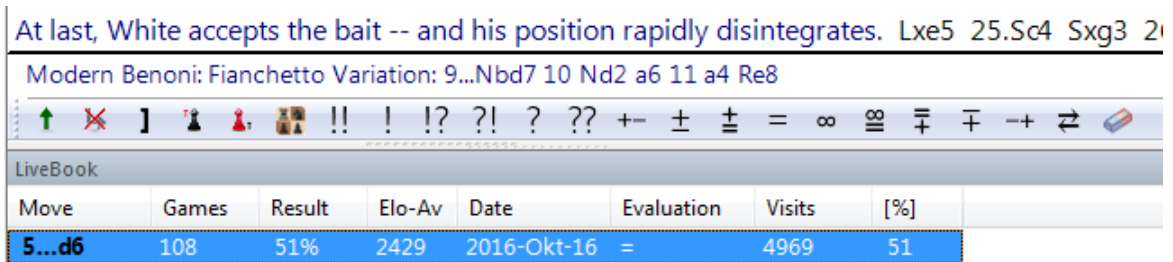 At last, White accepts the bait -- and his position rapidly disintegrates. Lxe5 25.Sc4 Sxg3
Modern Benoni: Fianchetto Variation: 9...Nbd7 10 Nd2 a6 11 a4 Re8
] !! ! !? ?! ? ?? +− ± ⩲ = ∞ ⩱ ∓ −+ ⇄
LiveBook
Move Games Result Elo-Av Date Evaluation Visits [%]
5...d6 108 51% 2429 2016-Okt-16 = 4969 51